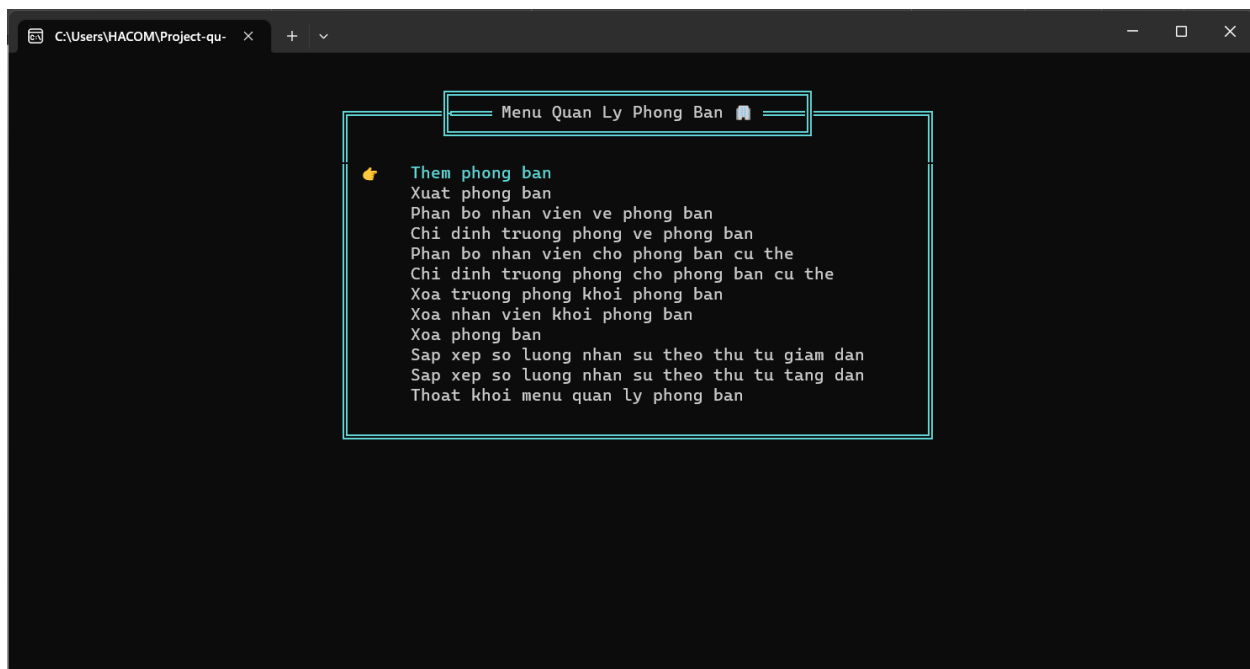 C:\Users\HACOM\Project-qu-
Menu Quan Ly Phong Ban
Them phong ban
Xuat phong ban
Phan bo nhan vien ve phong ban
Chi dinh truong phong ve phong ban
Phan bo nhan vien cho phong ban cu the
Chi dinh truong phong cho phong ban cu the
Xoa truong phong khoi phong ban
Xoa nhan vien khoi phong ban
Xoa phong ban
Sap xep so luong nhan su theo thu tu giam dan
Sap xep so luong nhan su theo thu tu tang dan
Thoat khoi menu quan ly phong ban